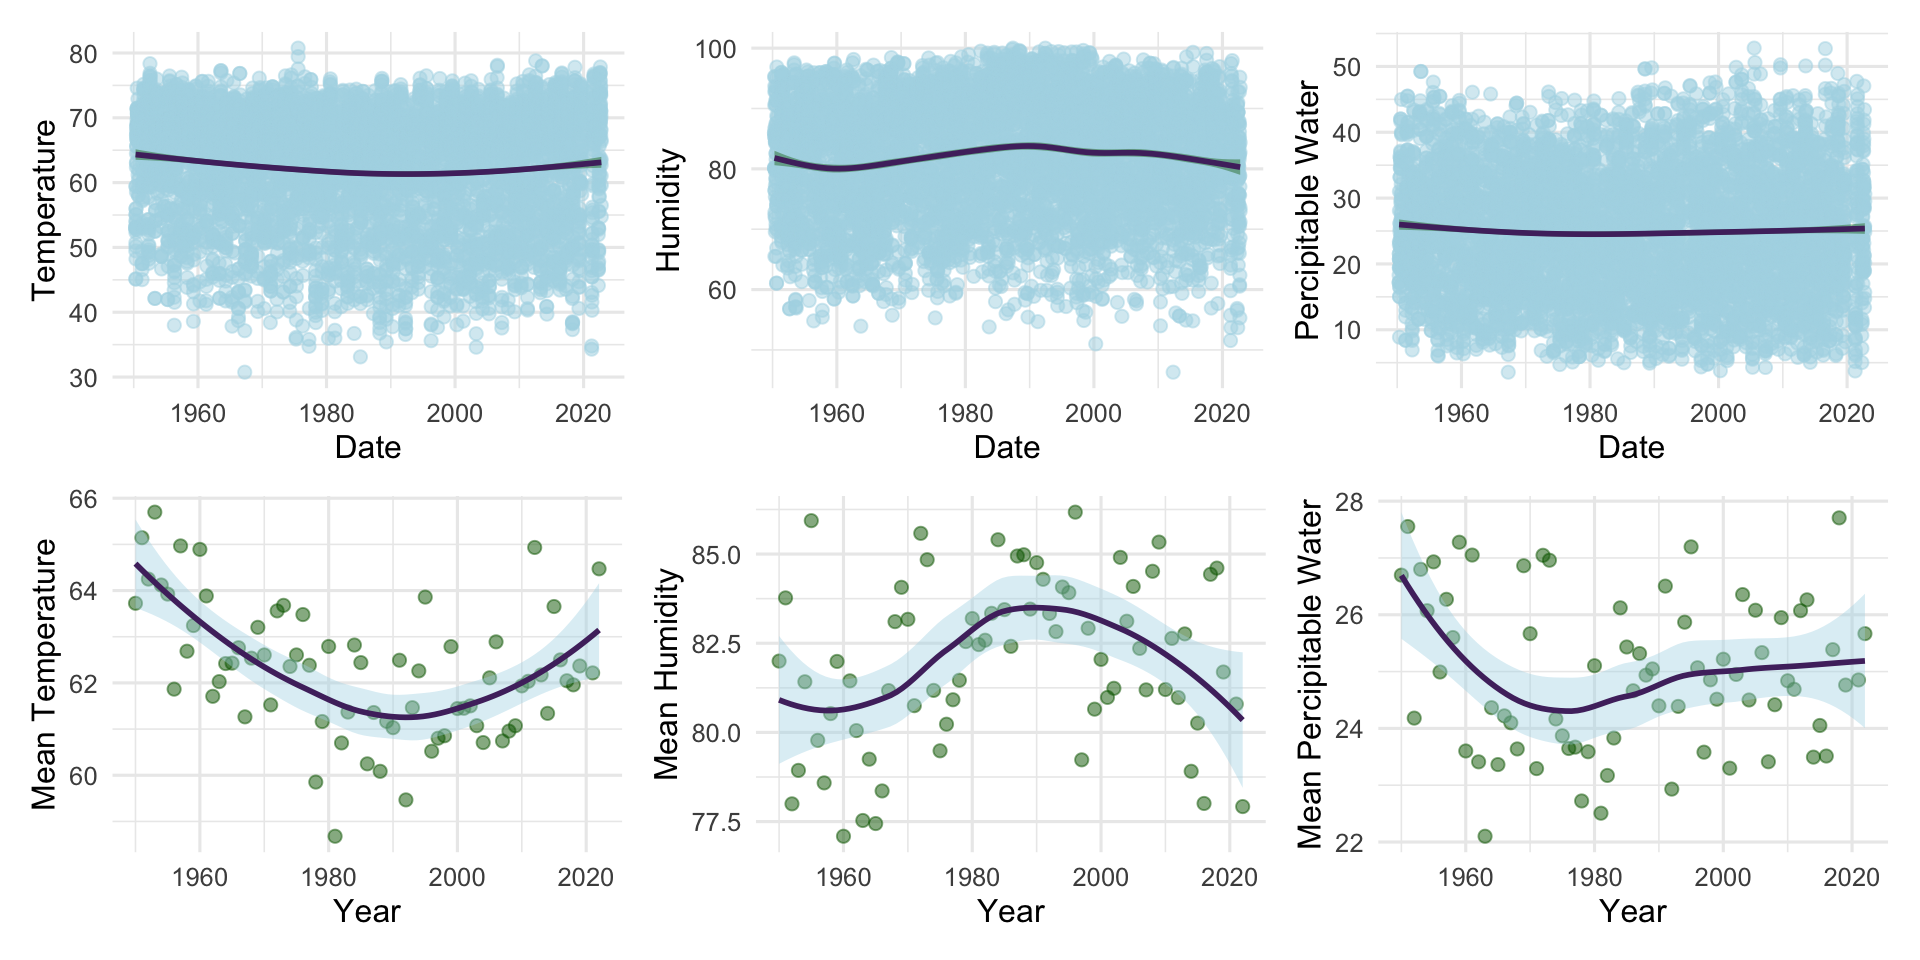 Temperature
80
70
60
50
40
30
1960 1980 2000 2020
Date
Humidity
100
80
60
1960 1980 2000 2020
Date
Percipitable Water
50
40
30
20
10
1960 1980 2000 2020
Date
Mean Temperature
66
64
62
60
1960 1980 2000 2020
Year
Mean Humidity
85.0
82.5
80.0
77.5
1960 1980 2000 2020
Year
Mean Percipitable Water
28
26
24
22
1960 1980 2000 2020
Year